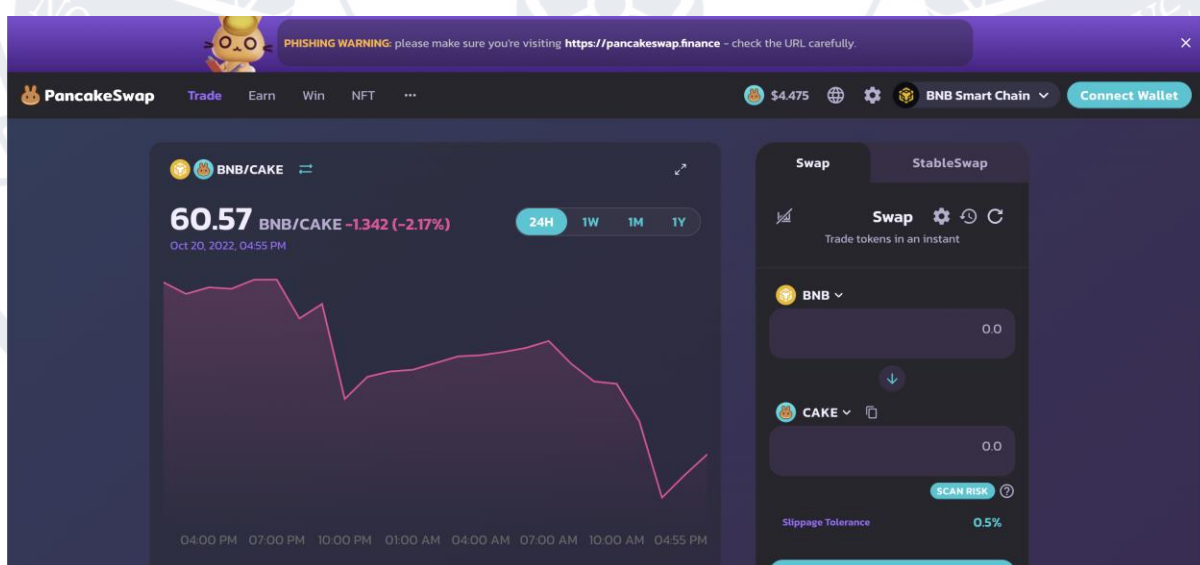 PHISHING WARNING: please make sure you're visiting https://pancakeswap.finance - check the URL carefully.
PancakeSwap Trade Earn Win NFT ... $4.475 BNB Smart Chain Connect Wallet
BNB/CAKE
60.57 BNB/CAKE -1.342 (-2.17%)
24H 1W 1M 1Y
Oct 20, 2022, 04:55 PM
04:00 PM 07:00 PM 10:00 PM 01:00 AM 04:00 AM 07:00 AM 10:00 AM 04:55 PM
Swap StableSwap
Swap
Trade tokens in an instant
BNB
0.0
CAKE
0.0
SCAN RISK
Slippage Tolerance 0.5%